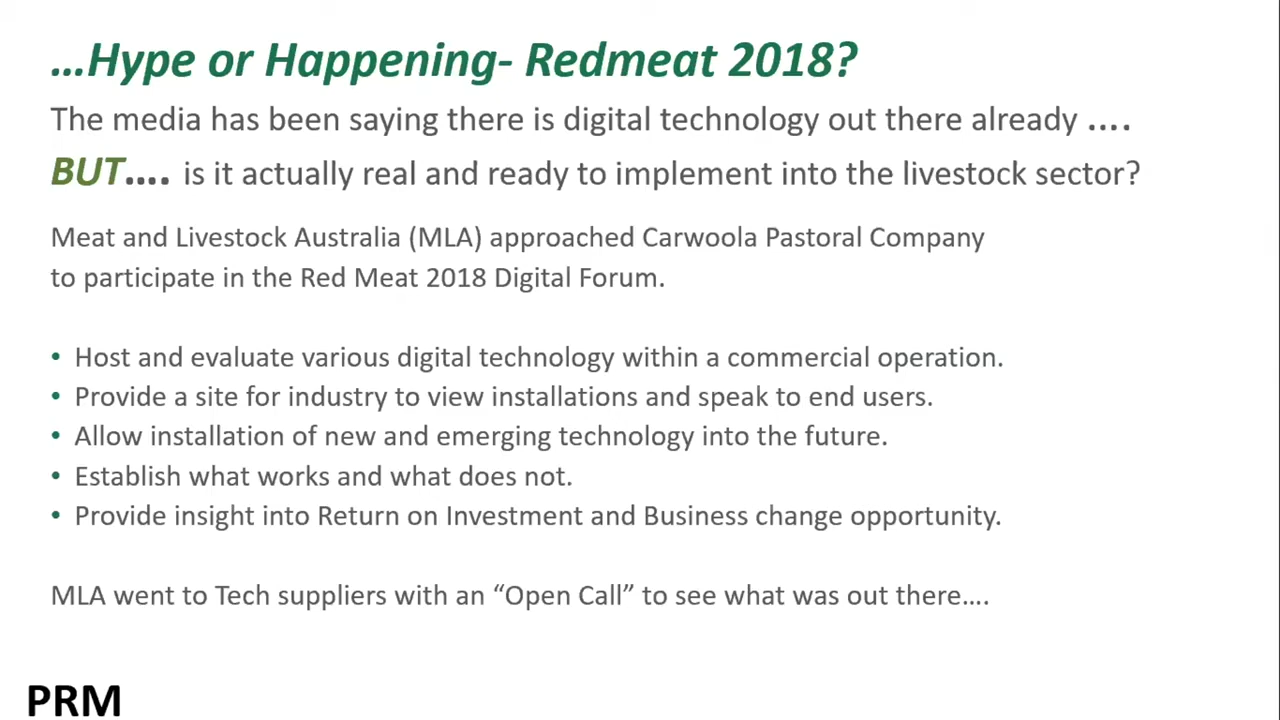 ...Hype or Happening- Redmeat 2018?
The media has been saying there is digital technology out there already ....
BUT.... is it actually real and ready to implement into the livestock sector?
Meat and Livestock Australia (MLA) approached Carwoola Pastoral Company
to participate in the Red Meat 2018 Digital Forum.
• Host and evaluate various digital technology within a commercial operation.
• Provide a site for industry to view installations and speak to end users.
• Allow installation of new and emerging technology into the future.
• Establish what works and what does not.
• Provide insight into Return on Investment and Business change opportunity.
MLA went to Tech suppliers with an “Open Call” to see what was out there....
PRM